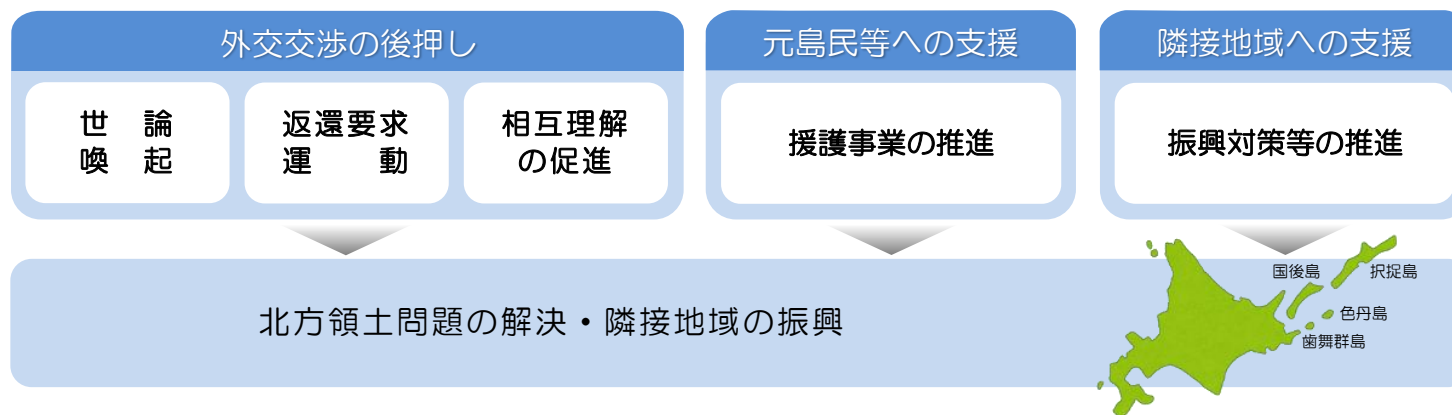 外交交渉の後押し
世論
喚起
返還要求
運動
相互理解
の促進
元島民等への支援
援護事業の推進
隣接地域への支援
振興対策等の推進
北方領土問題の解決・隣接地域の振興
国後島
択捉島
色丹島
歯舞群島